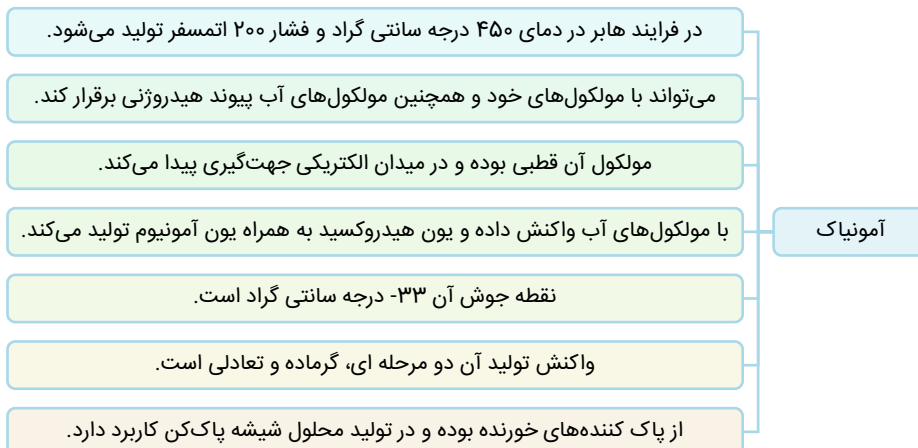 آمونیاک
در فرایند هابر در دمای ۴۵۰ درجه سانتی گراد و فشار ۲۰۰ اتمسفر تولید می‌شود.
می‌تواند با مولکول‌های خود و همچنین مولکول‌های آب پیوند هیدروژنی برقرار کند.
مولکول آن قطبی بوده و در میدان الکتریکی جهت‌گیری پیدا می‌کند.
با مولکول‌های آب واکنش داده و یون هیدروکسید به همراه یون آمونیوم تولید می‌کند.
نقطه جوش آن ۳۳- درجه سانتی گراد است.
واکنش تولید آن دو مرحله ای، گرماده و تعادلی است.
از پاک کننده‌های خورنده بوده و در تولید محلول شیشه پاک‌کن کاربرد دارد.